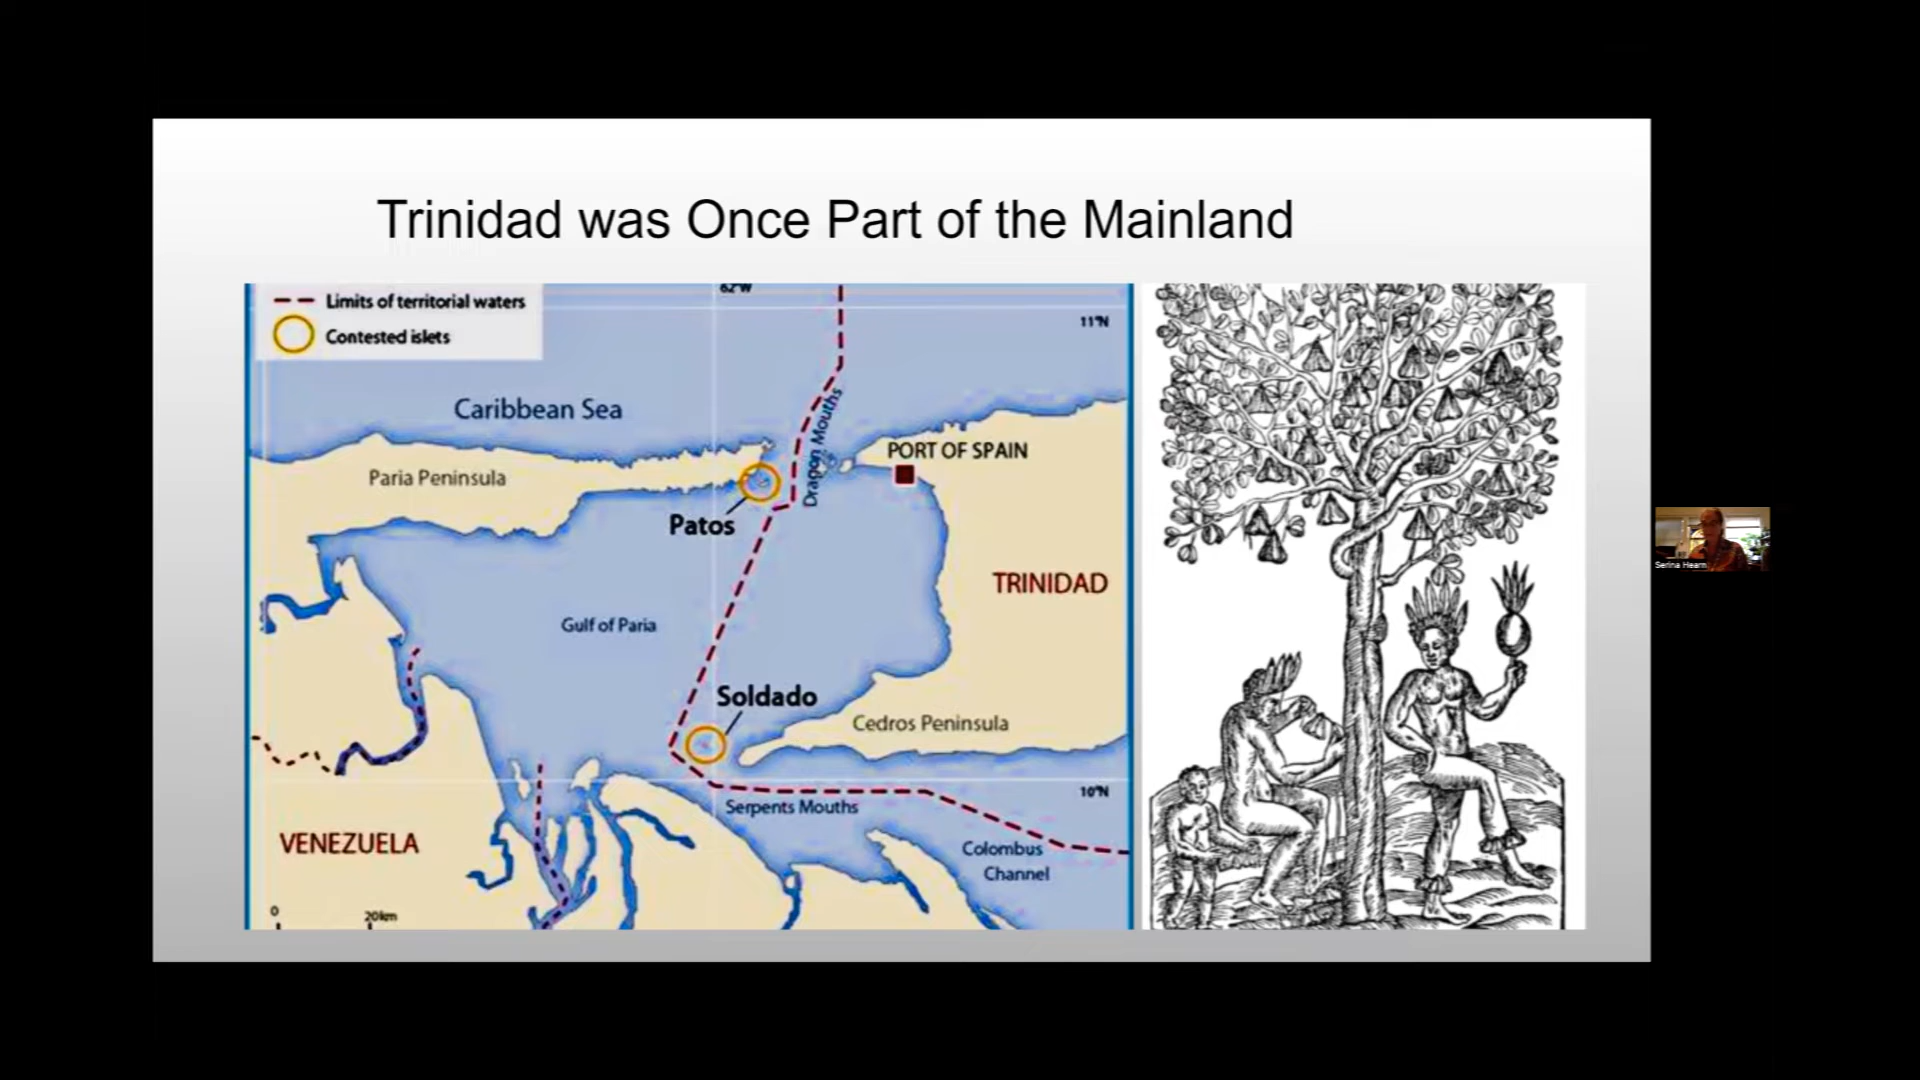 Trinidad was Once Part of the Mainland
Limits of territorial waters
Contested islets
62°W
11°N
Caribbean Sea
Dragon Mouths
PORT OF SPAIN
Paria Peninsula
Patos
TRINIDAD
Gulf of Paria
Soldado
Cedros Peninsula
10°N
Serpents Mouths
VENEZUELA
Colombus
Channel
0
20km
Serina Hearn